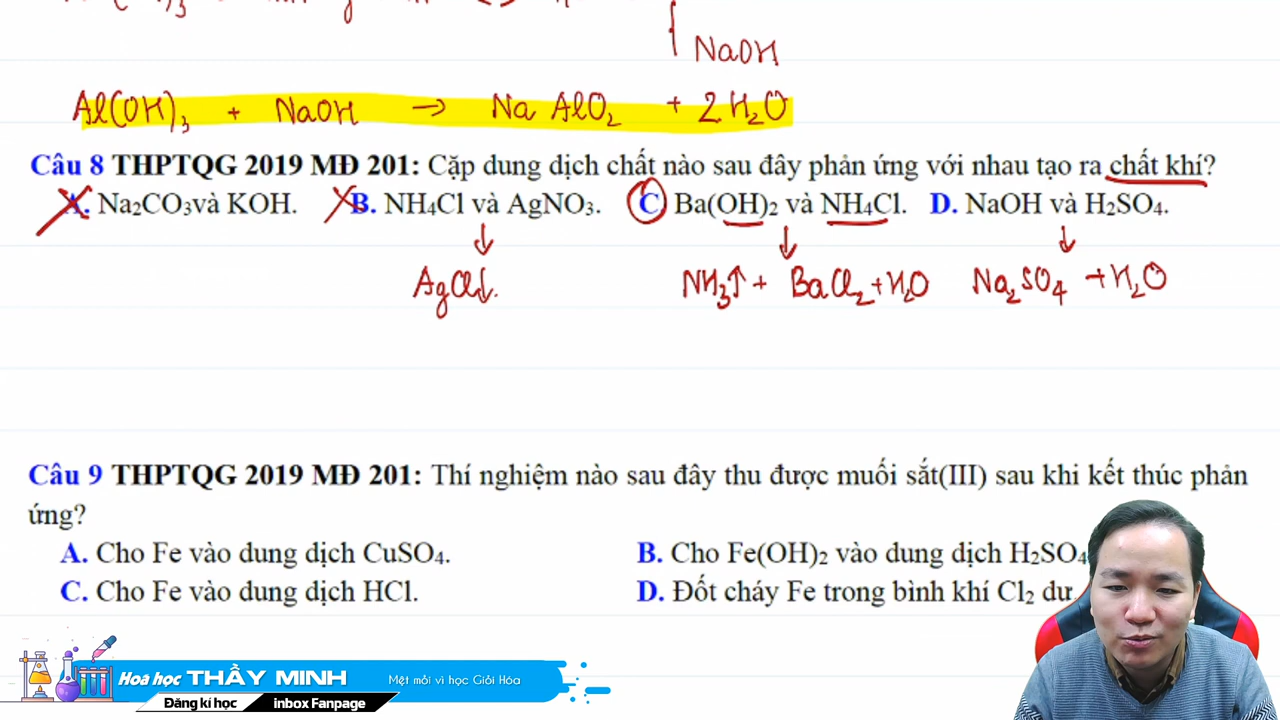 NaOH
Al(OH)₃ + NaOH → Na AlO₂ + 2H₂O
Câu 8 THPTQG 2019 MĐ 201: Cặp dung dịch chất nào sau đây phản ứng với nhau tạo ra chất khí?
A. Na₂CO₃và KOH. B. NH₄Cl và AgNO₃. C Ba(OH)₂ và NH₄Cl. D. NaOH và H₂SO₄.
↓ ↓ ↓
AgCl↓. NH₃↑ + BaCl₂ + H₂O Na₂SO₄ + H₂O
Câu 9 THPTQG 2019 MĐ 201: Thí nghiệm nào sau đây thu được muối sắt(III) sau khi kết thúc phản
ứng?
A. Cho Fe vào dung dịch CuSO₄. B. Cho Fe(OH)₂ vào dung dịch H₂SO₄
C. Cho Fe vào dung dịch HCl. D. Đốt cháy Fe trong bình khí Cl₂ dư
Hoá học THẦY MINH Mệt mỏi vì học Giỏi Hóa
Đăng kí học inbox Fanpage